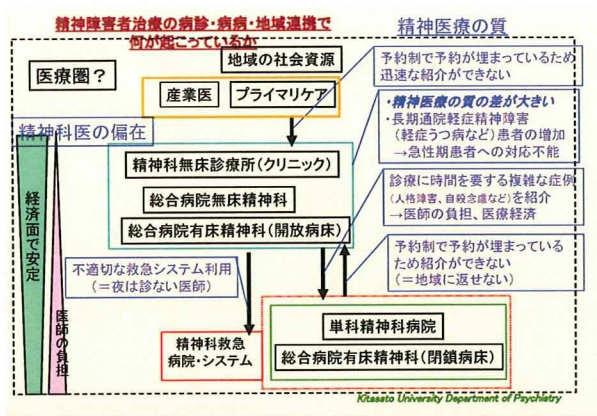 精神障害者治療の病診・病病・地域連携で
何が起こっているか
精神医療の質
医療圏？
地域の社会資源
産業医
プライマリケア
予約制で予約が埋まっているため
迅速な紹介ができない
精神科医の偏在
・精神医療の質の差が大きい
・長期通院軽症精神障害
（軽症うつ病など）患者の増加
→急性期患者への対応不能
精神科無床診療所（クリニック）
総合病院無床精神科
総合病院有床精神科（開放病床）
診療に時間を要する複雑な症例
（人格障害、自殺念慮など）を紹介
→医師の負担、医療経済
経済面で安定
医師の負担
不適切な救急システム利用
（＝夜は診ない医師）
予約制で予約が埋まっている
ため紹介ができない
（＝地域に返せない）
精神科救急
病院・システム
単科精神科病院
総合病院有床精神科（閉鎖病床）
Kitasato University Department of Psychiatry